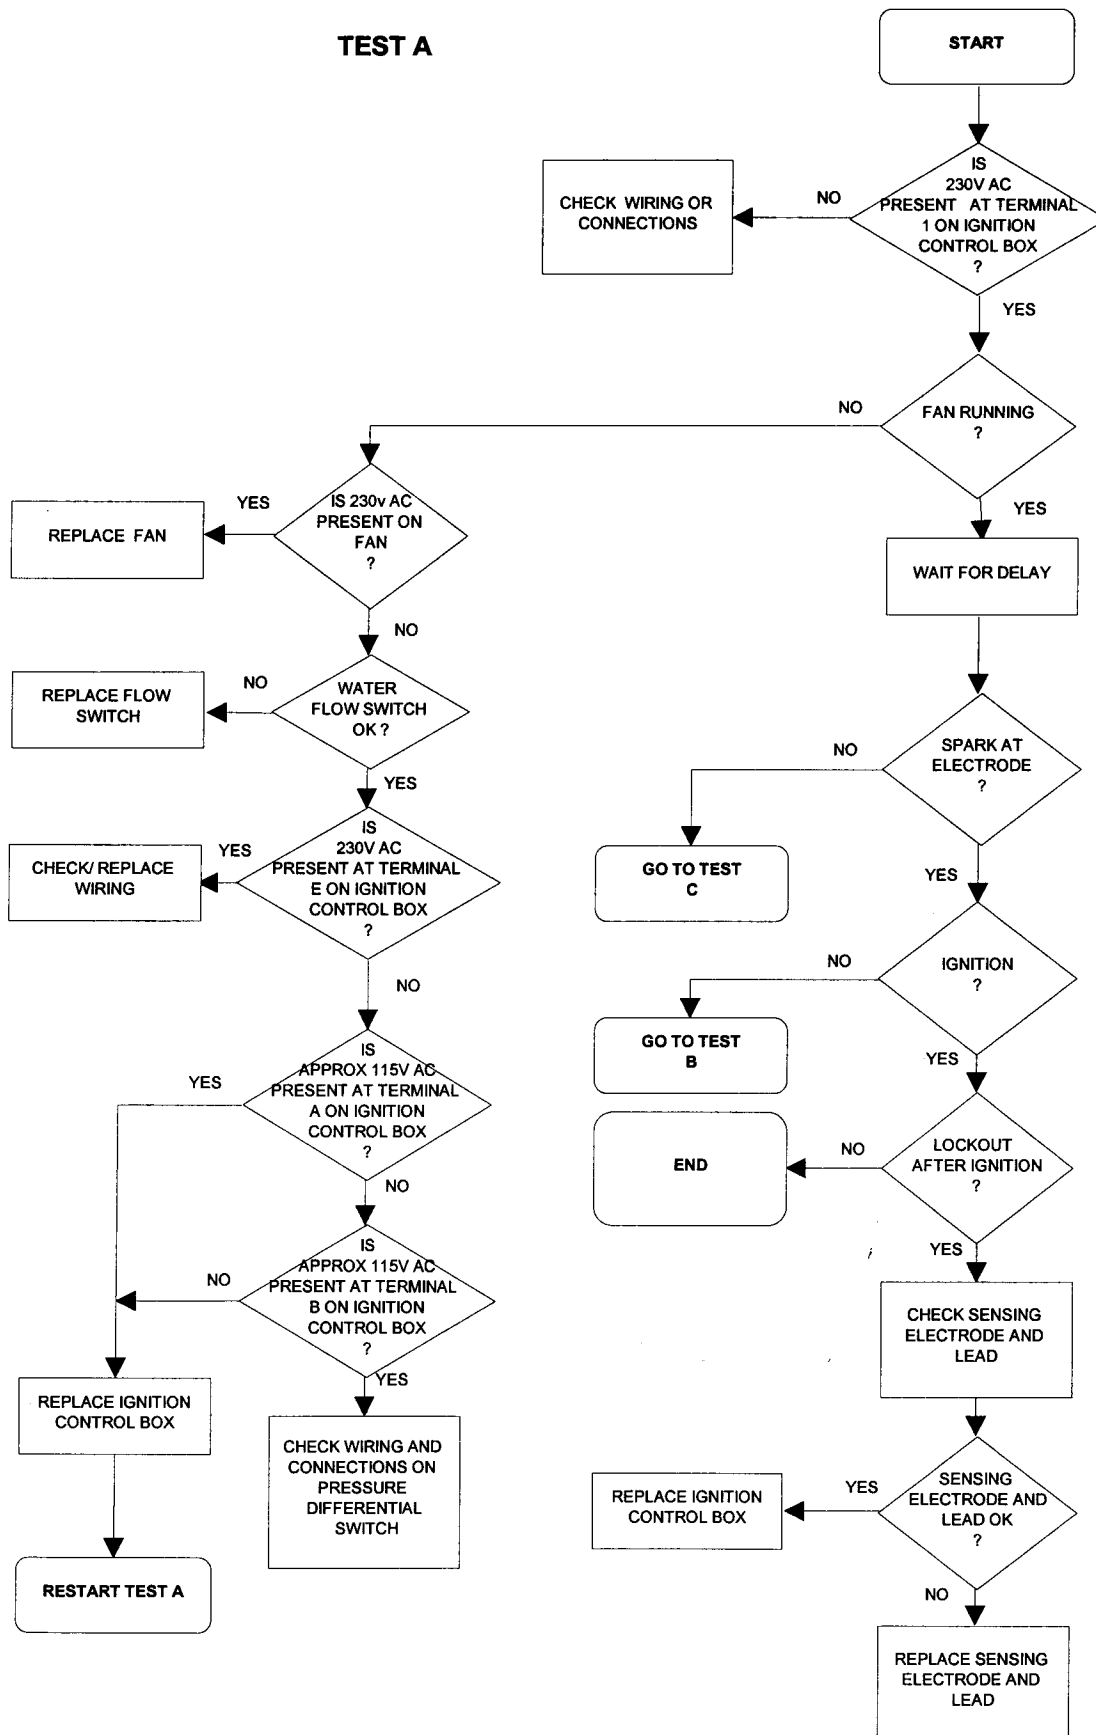 TEST A
START
IS
230V AC
PRESENT AT TERMINAL
1 ON IGNITION
CONTROL BOX
?
NO
CHECK WIRING OR
CONNECTIONS
YES
FAN RUNNING
?
NO
YES
IS 230v AC
PRESENT ON
FAN
?
YES
REPLACE FAN
NO
WAIT FOR DELAY
WATER
FLOW SWITCH
OK ?
NO
REPLACE FLOW
SWITCH
YES
SPARK AT
ELECTRODE
?
NO
GO TO TEST
C
YES
IS
230V AC
PRESENT AT TERMINAL
E ON IGNITION
CONTROL BOX
?
YES
CHECK/ REPLACE
WIRING
NO
IGNITION
?
NO
GO TO TEST
B
YES
IS
APPROX 115V AC
PRESENT AT TERMINAL
A ON IGNITION
CONTROL BOX
?
YES
NO
LOCKOUT
AFTER IGNITION
?
NO
END
YES
IS
APPROX 115V AC
PRESENT AT TERMINAL
B ON IGNITION
CONTROL BOX
?
NO
YES
CHECK SENSING
ELECTRODE AND
LEAD
REPLACE IGNITION
CONTROL BOX
CHECK WIRING AND
CONNECTIONS ON
PRESSURE
DIFFERENTIAL
SWITCH
SENSING
ELECTRODE AND
LEAD OK
?
YES
REPLACE IGNITION
CONTROL BOX
RESTART TEST A
NO
REPLACE SENSING
ELECTRODE AND
LEAD